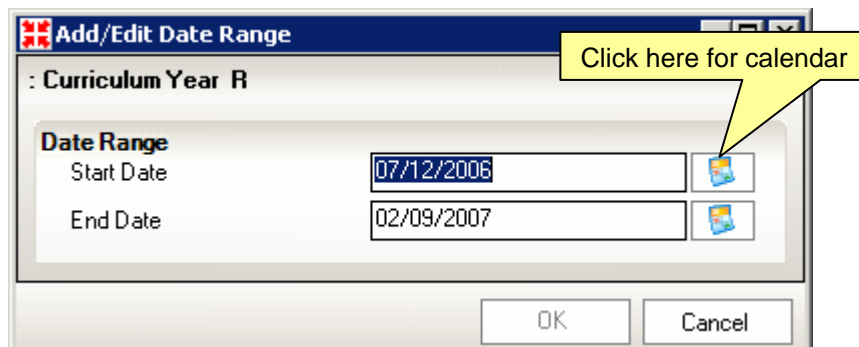 Add/Edit Date Range
Click here for calendar
: Curriculum Year R
Date Range
Start Date 07/12/2006
End Date 02/09/2007
OK Cancel